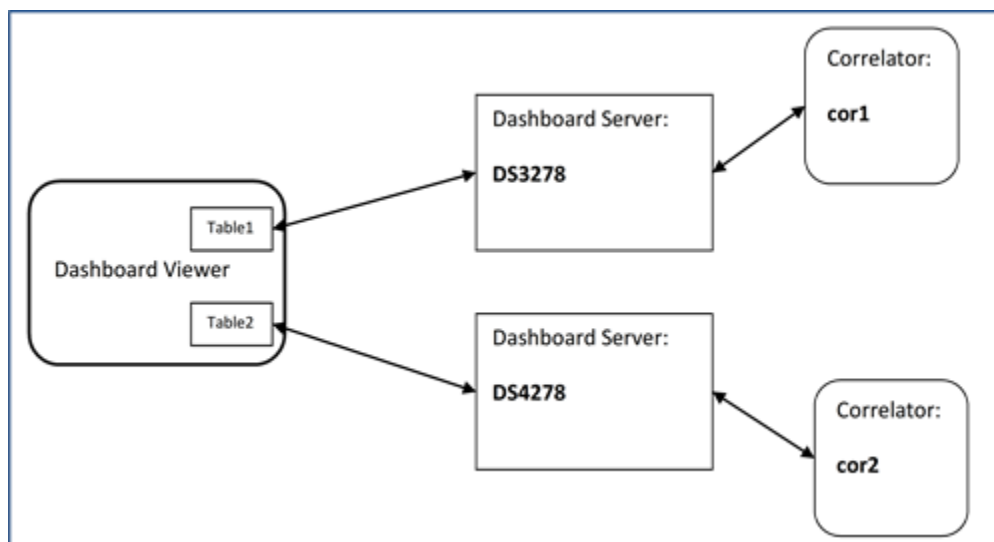 Correlator:
cor1
Dashboard Server:
DS3278
Table1
Dashboard Viewer
Table2
Dashboard Server:
DS4278
Correlator:
cor2